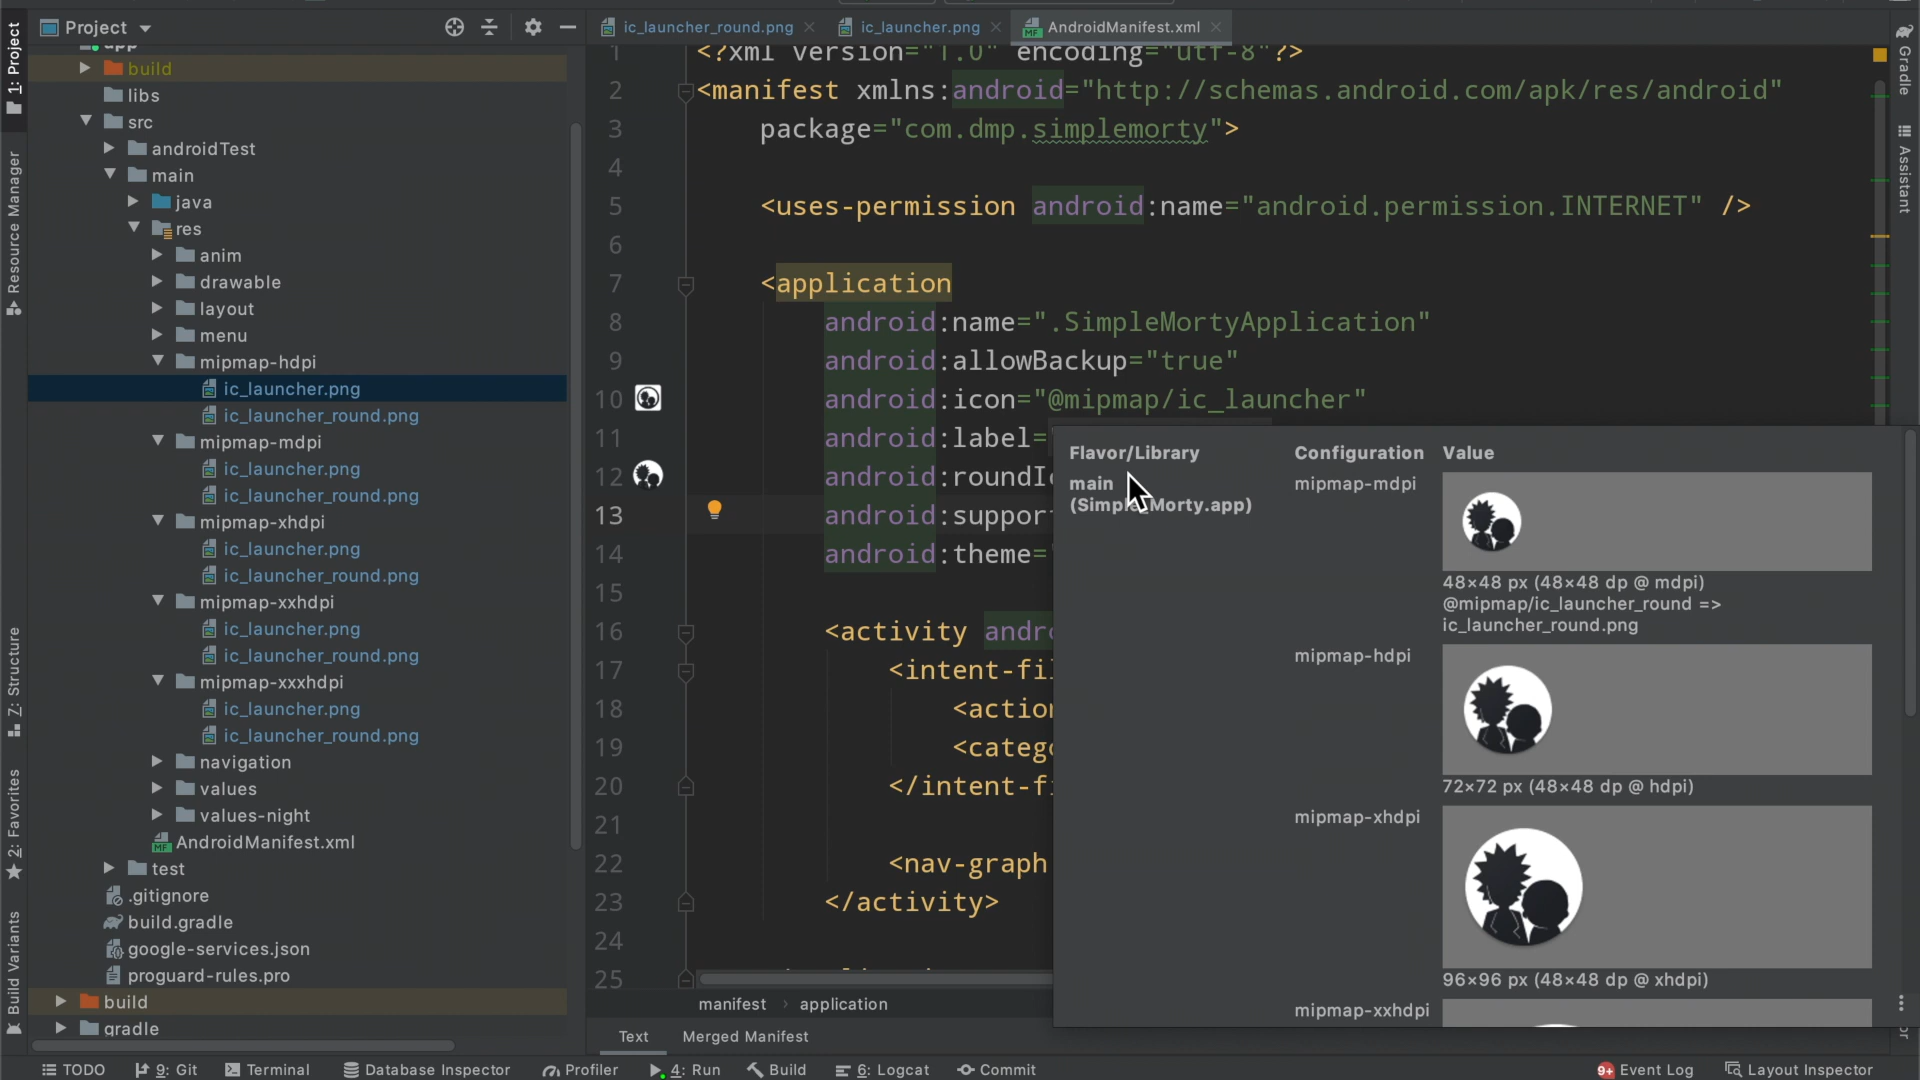 1: Project
Resource Manager
Z: Structure
2: Favorites
Build Variants
Project
app
build
libs
src
androidTest
main
java
res
anim
drawable
layout
menu
mipmap-hdpi
ic_launcher.png
ic_launcher_round.png
mipmap-mdpi
ic_launcher.png
ic_launcher_round.png
mipmap-xhdpi
ic_launcher.png
ic_launcher_round.png
mipmap-xxhdpi
ic_launcher.png
ic_launcher_round.png
mipmap-xxxhdpi
ic_launcher.png
ic_launcher_round.png
navigation
values
values-night
AndroidManifest.xml
test
.gitignore
build.gradle
google-services.json
proguard-rules.pro
build
gradle
ic_launcher_round.png
ic_launcher.png
AndroidManifest.xml
1 <?xml version="1.0" encoding="utf-8"?>
2 <manifest xmlns:android="http://schemas.android.com/apk/res/android"
3 package="com.dmp.simplemorty">
4
5 <uses-permission android:name="android.permission.INTERNET" />
6
7 <application
8 android:name=".SimpleMortyApplication"
9 android:allowBackup="true"
10 android:icon="@mipmap/ic_launcher"
11 android:label="
12 android:roundI
13 android:suppor
14 android:theme="
15
16 <activity andro
17 <intent-fil
18 <action
19 <catego
20 </intent-fi
21
22 <nav-graph
23 </activity>
24
25
Flavor/Library Configuration Value
main mipmap-mdpi
(Simple_Morty.app)
48×48 px (48×48 dp @ mdpi)
@mipmap/ic_launcher_round =>
ic_launcher_round.png
mipmap-hdpi
72×72 px (48×48 dp @ hdpi)
mipmap-xhdpi
96×96 px (48×48 dp @ xhdpi)
mipmap-xxhdpi
manifest › application
Text Merged Manifest
Gradle
Assistant
TODO 9: Git Terminal Database Inspector Profiler 4: Run Build 6: Logcat Commit 9+ Event Log Layout Inspector